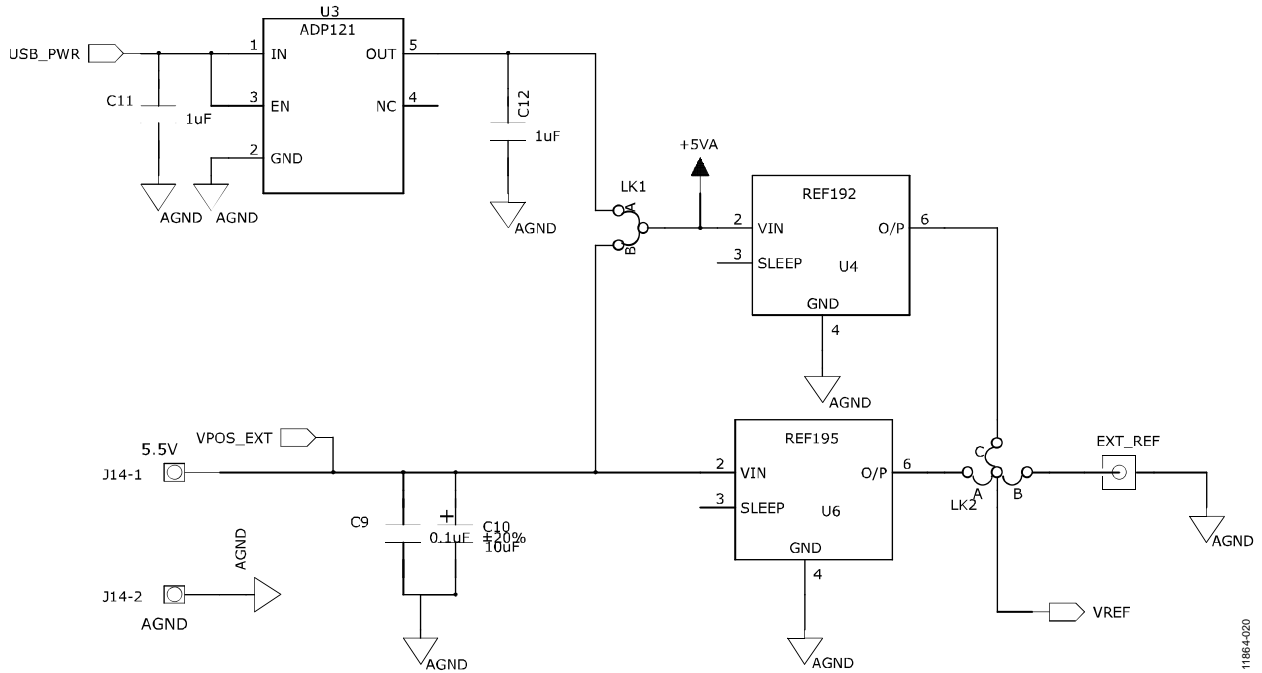 U3
ADP121
USB_PWR
1
IN
OUT
5
C11
1uF
3
EN
NC
4
C12
1uF
2
GND
AGND
AGND
AGND
LK1
A
B
+5VA
REF192
2
VIN
O/P
6
3
SLEEP
U4
GND
4
AGND
VPOS_EXT
5.5V
J14-1
REF195
2
VIN
O/P
6
3
SLEEP
U6
GND
4
AGND
C
A
B
LK2
EXT_REF
AGND
C9
0.1uF
+
C10
±20%
10uF
AGND
AGND
J14-2
AGND
VREF
11864-020